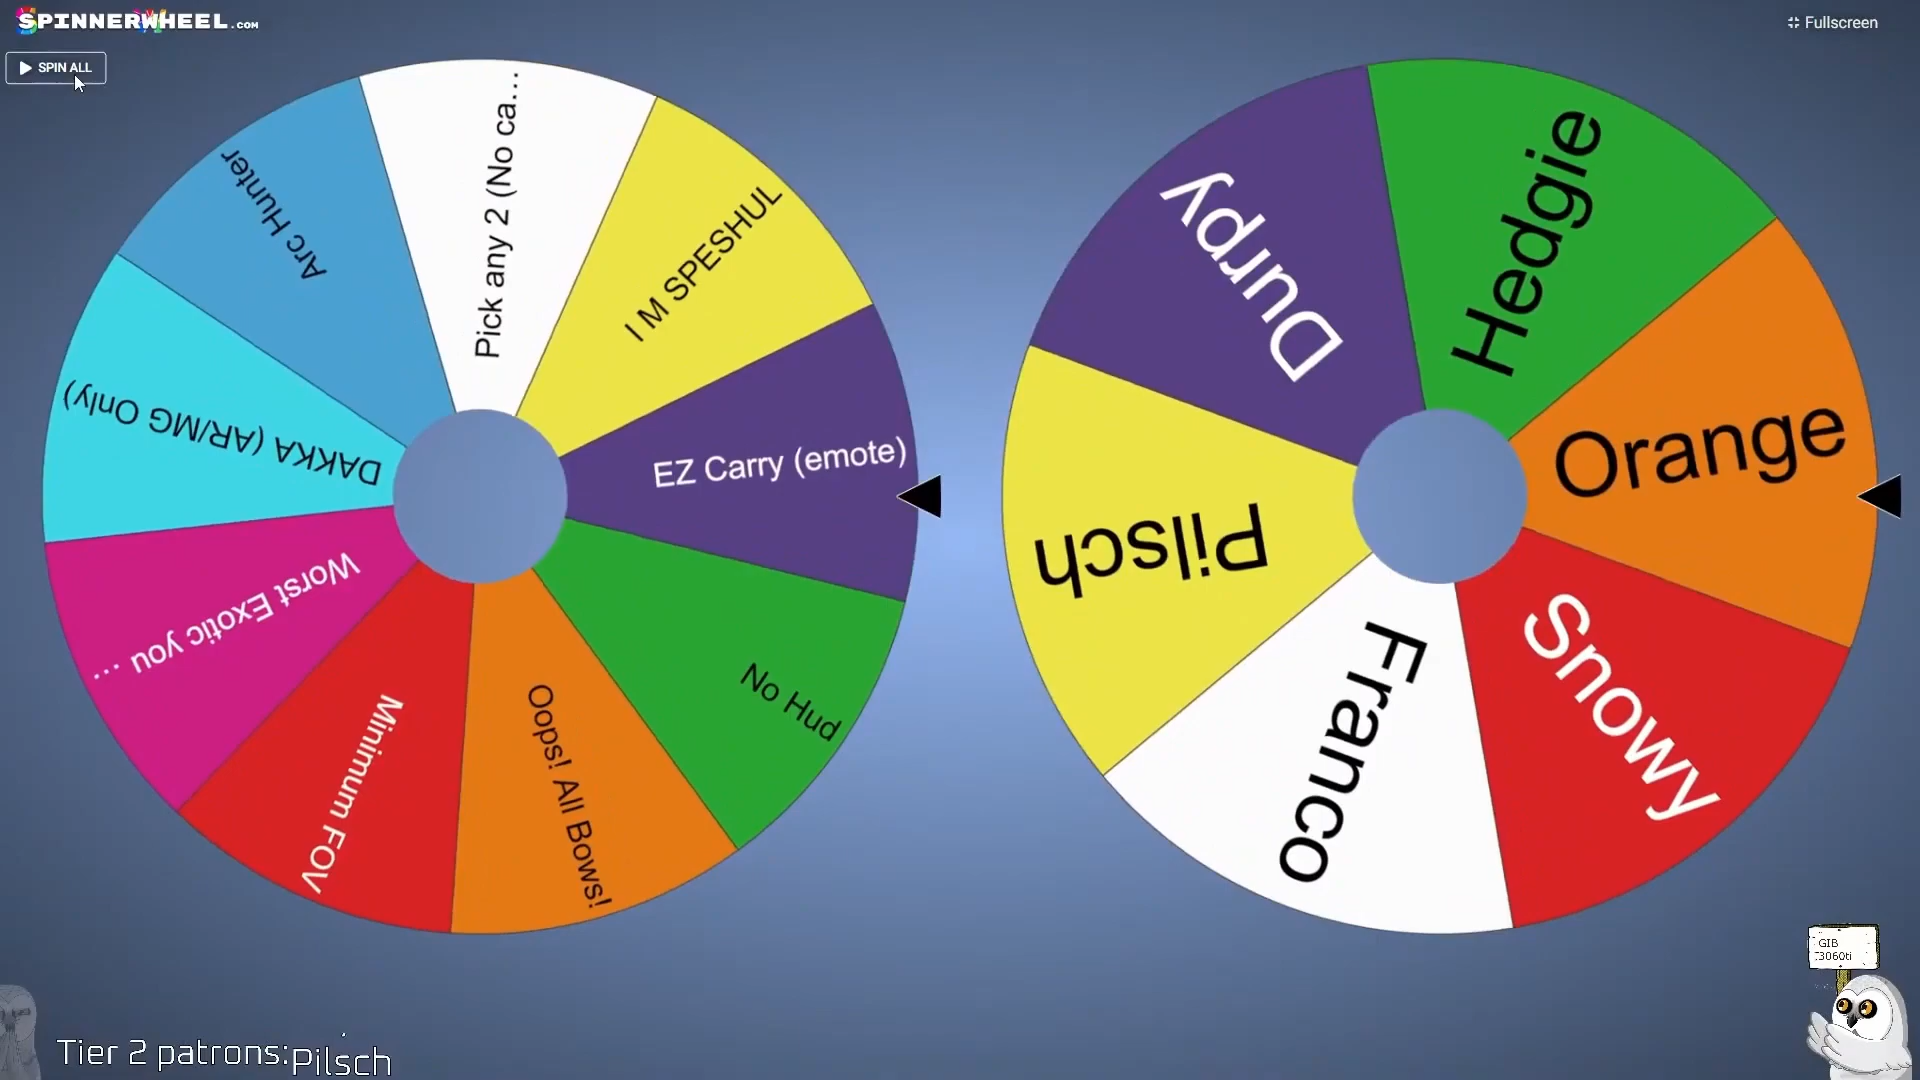 SPINNERWHEEL.COM
Fullscreen
SPIN ALL
Pick any 2 (No ca...
I M SPESHUL
EZ Carry (emote)
No Hud
Oops! All Bows!
Minimum FOV
Worst Exotic you ...
DAKKA (AR/MG Only)
Arc Hunter
Hedgie
Orange
Snowy
Franco
Pilsch
Durpy
GIB
3060ti
Tier 2 patrons: Pilsch